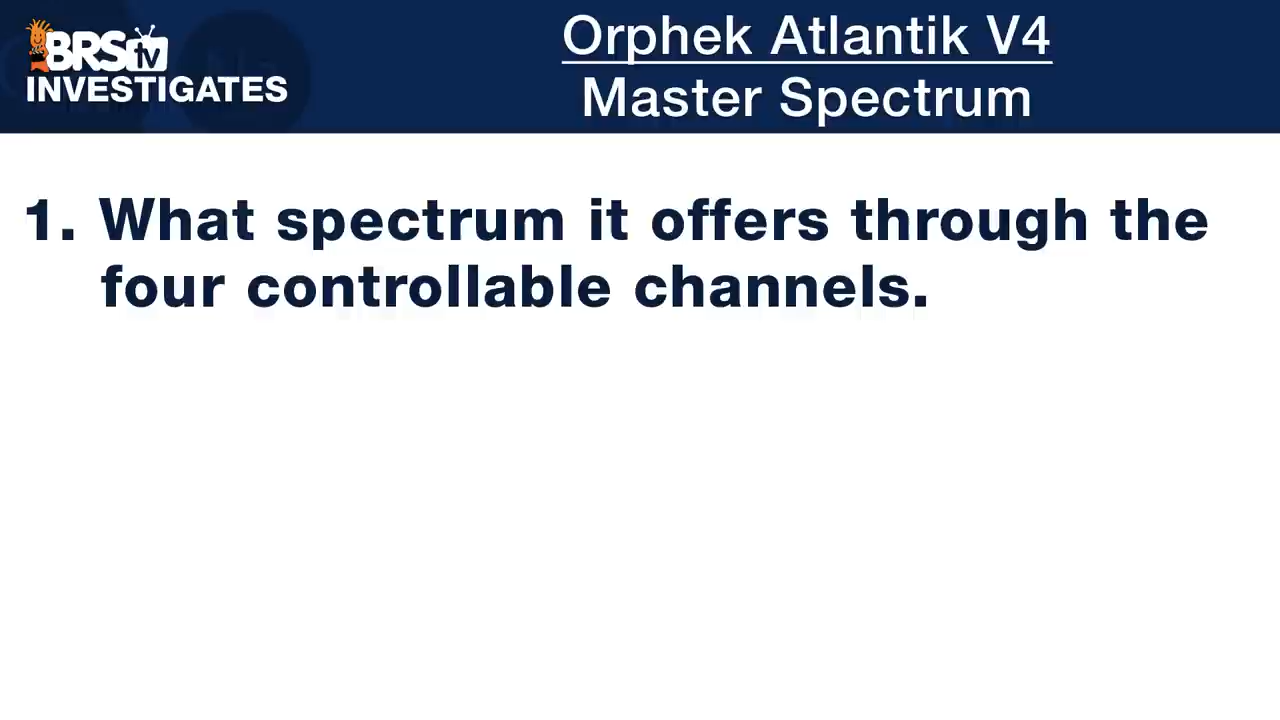 BRStv
INVESTIGATES
Orphek Atlantik V4
Master Spectrum
1. What spectrum it offers through the
four controllable channels.